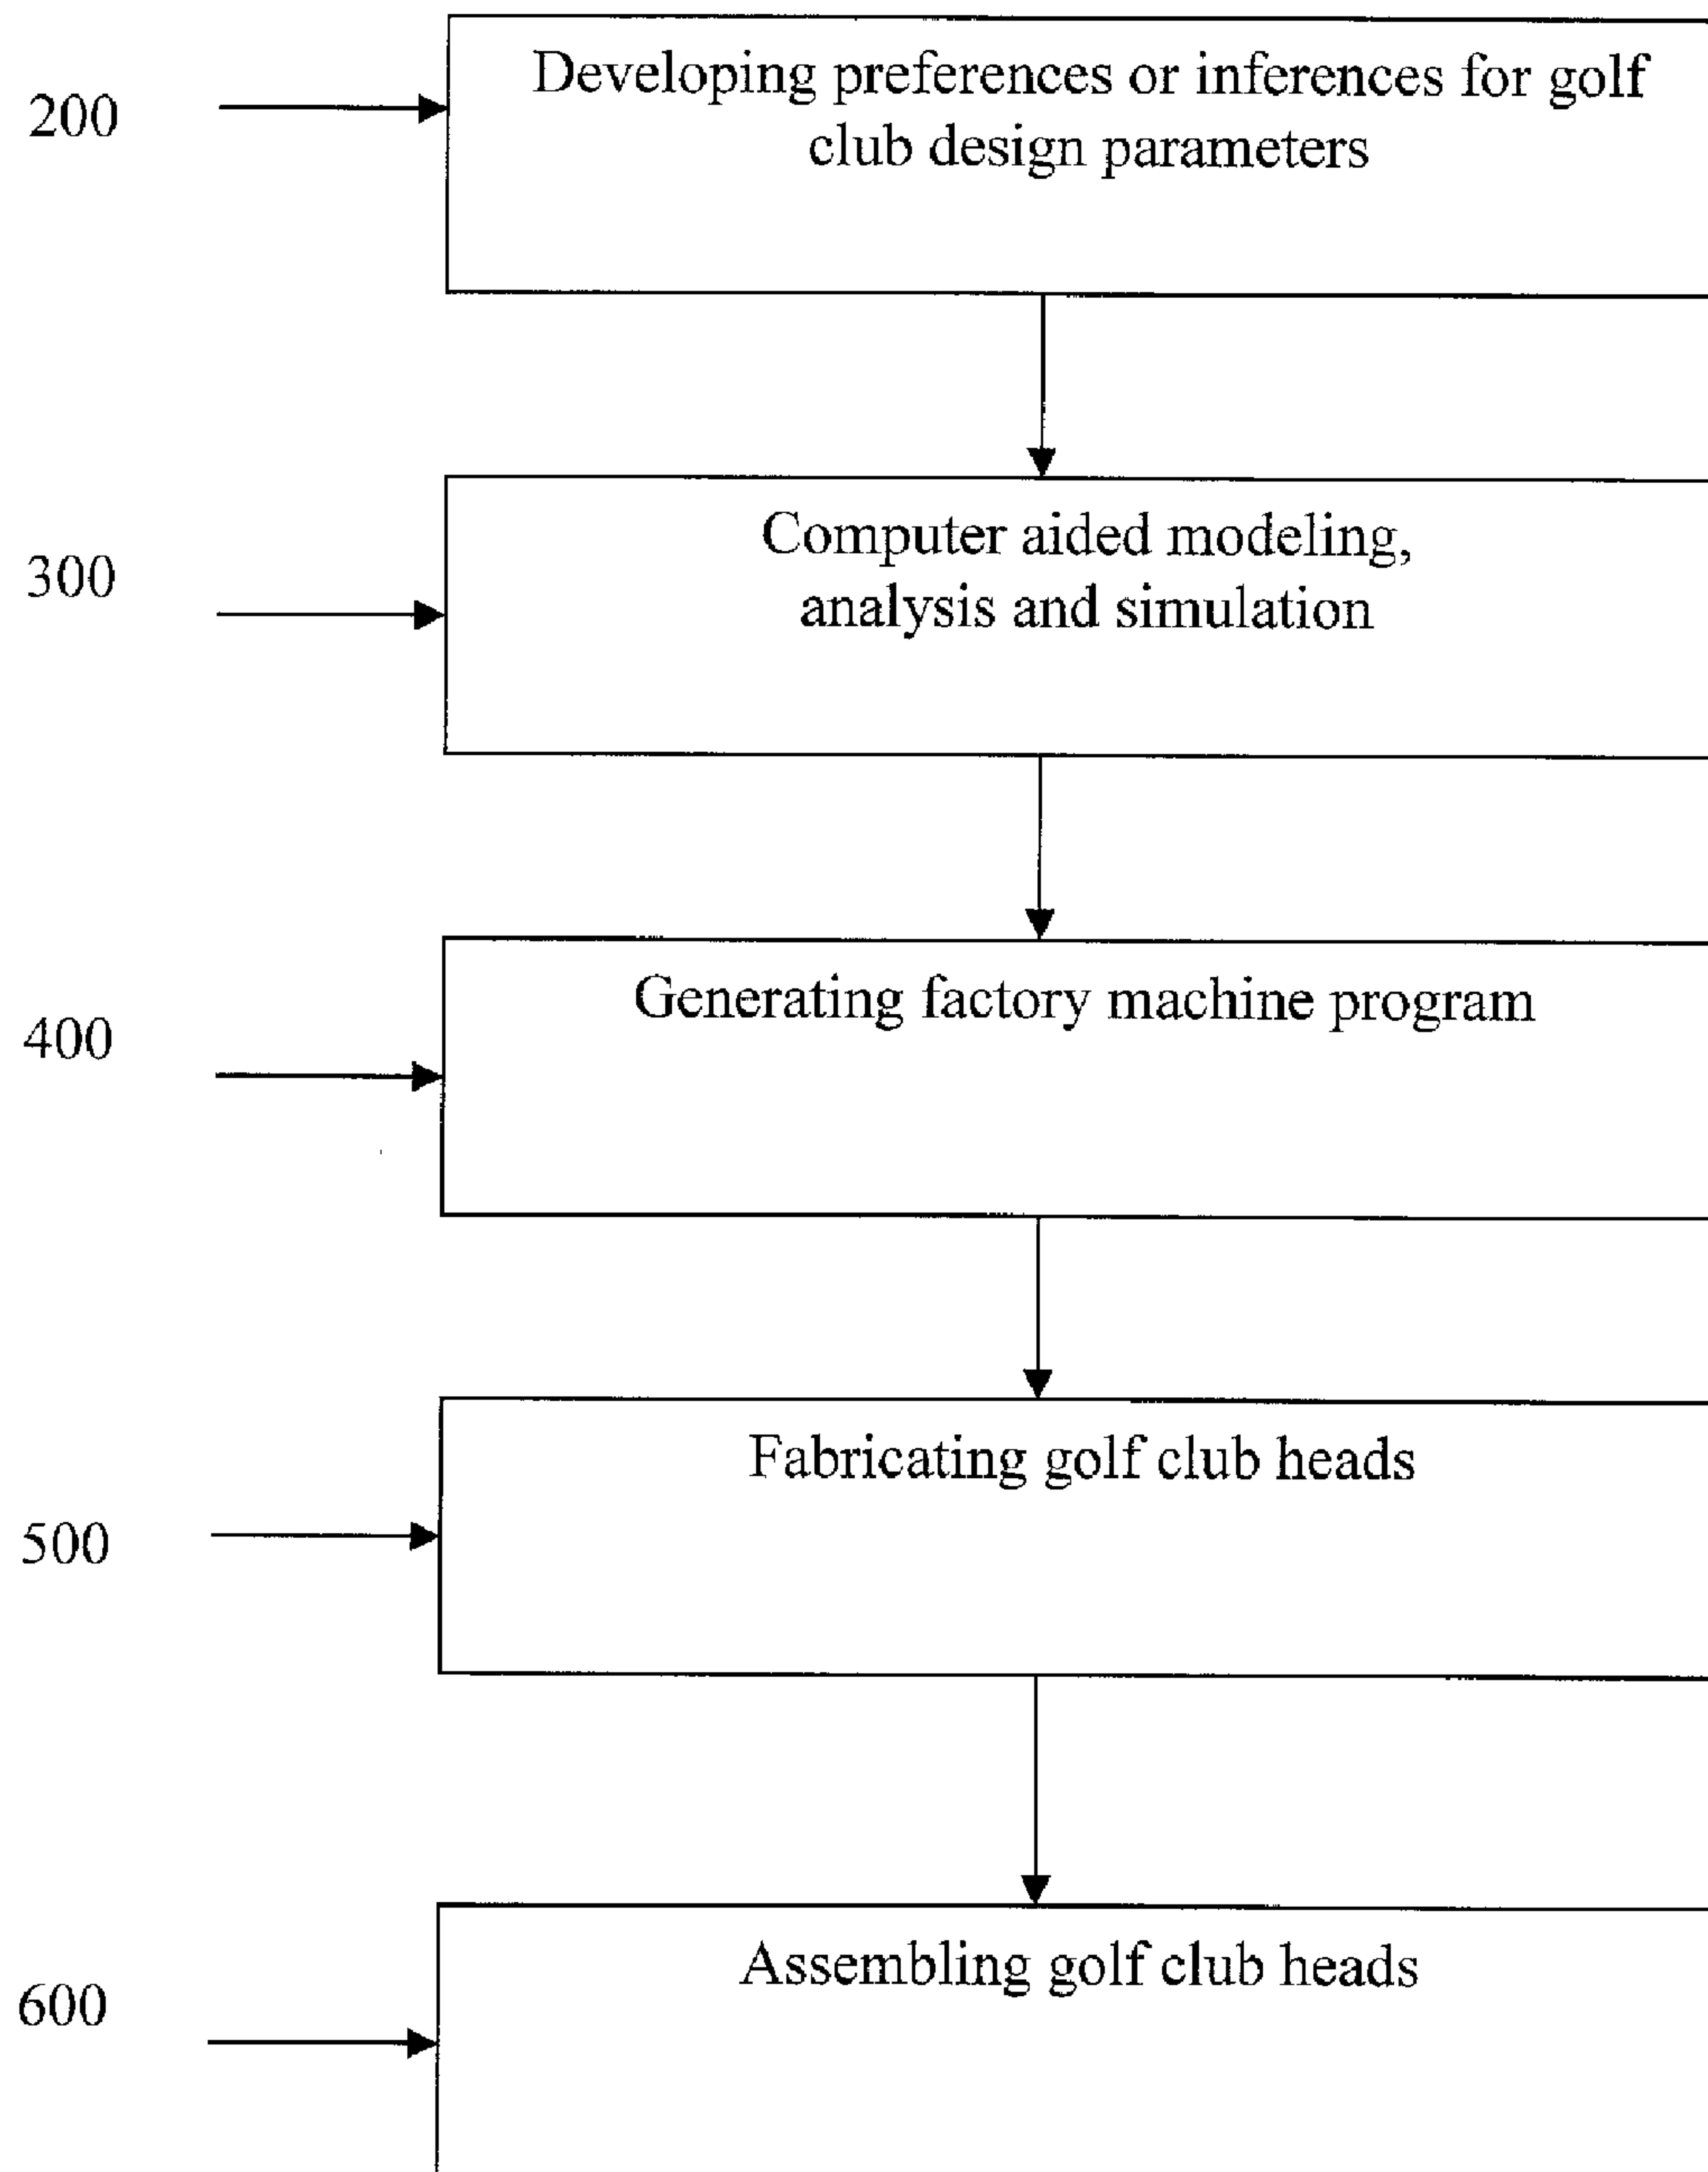 200
Developing preferences or inferences for golf
club design parameters
300
Computer aided modeling,
analysis and simulation
400
Generating factory machine program
500
Fabricating golf club heads
600
Assembling golf club heads